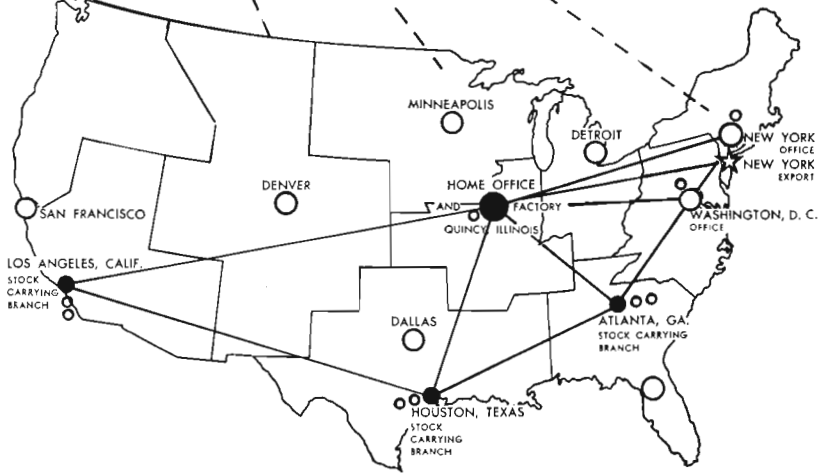 MINNEAPOLIS
DETROIT
NEW YORK
OFFICE
NEW YORK
EXPORT
DENVER
HOME OFFICE
AND FACTORY
QUINCY, ILLINOIS
SAN FRANCISCO
WASHINGTON, D. C.
OFFICE
LOS ANGELES, CALIF.
STOCK
CARRYING
BRANCH
DALLAS
ATLANTA, GA.
STOCK CARRYING
BRANCH
HOUSTON, TEXAS
STOCK
CARRYING
BRANCH